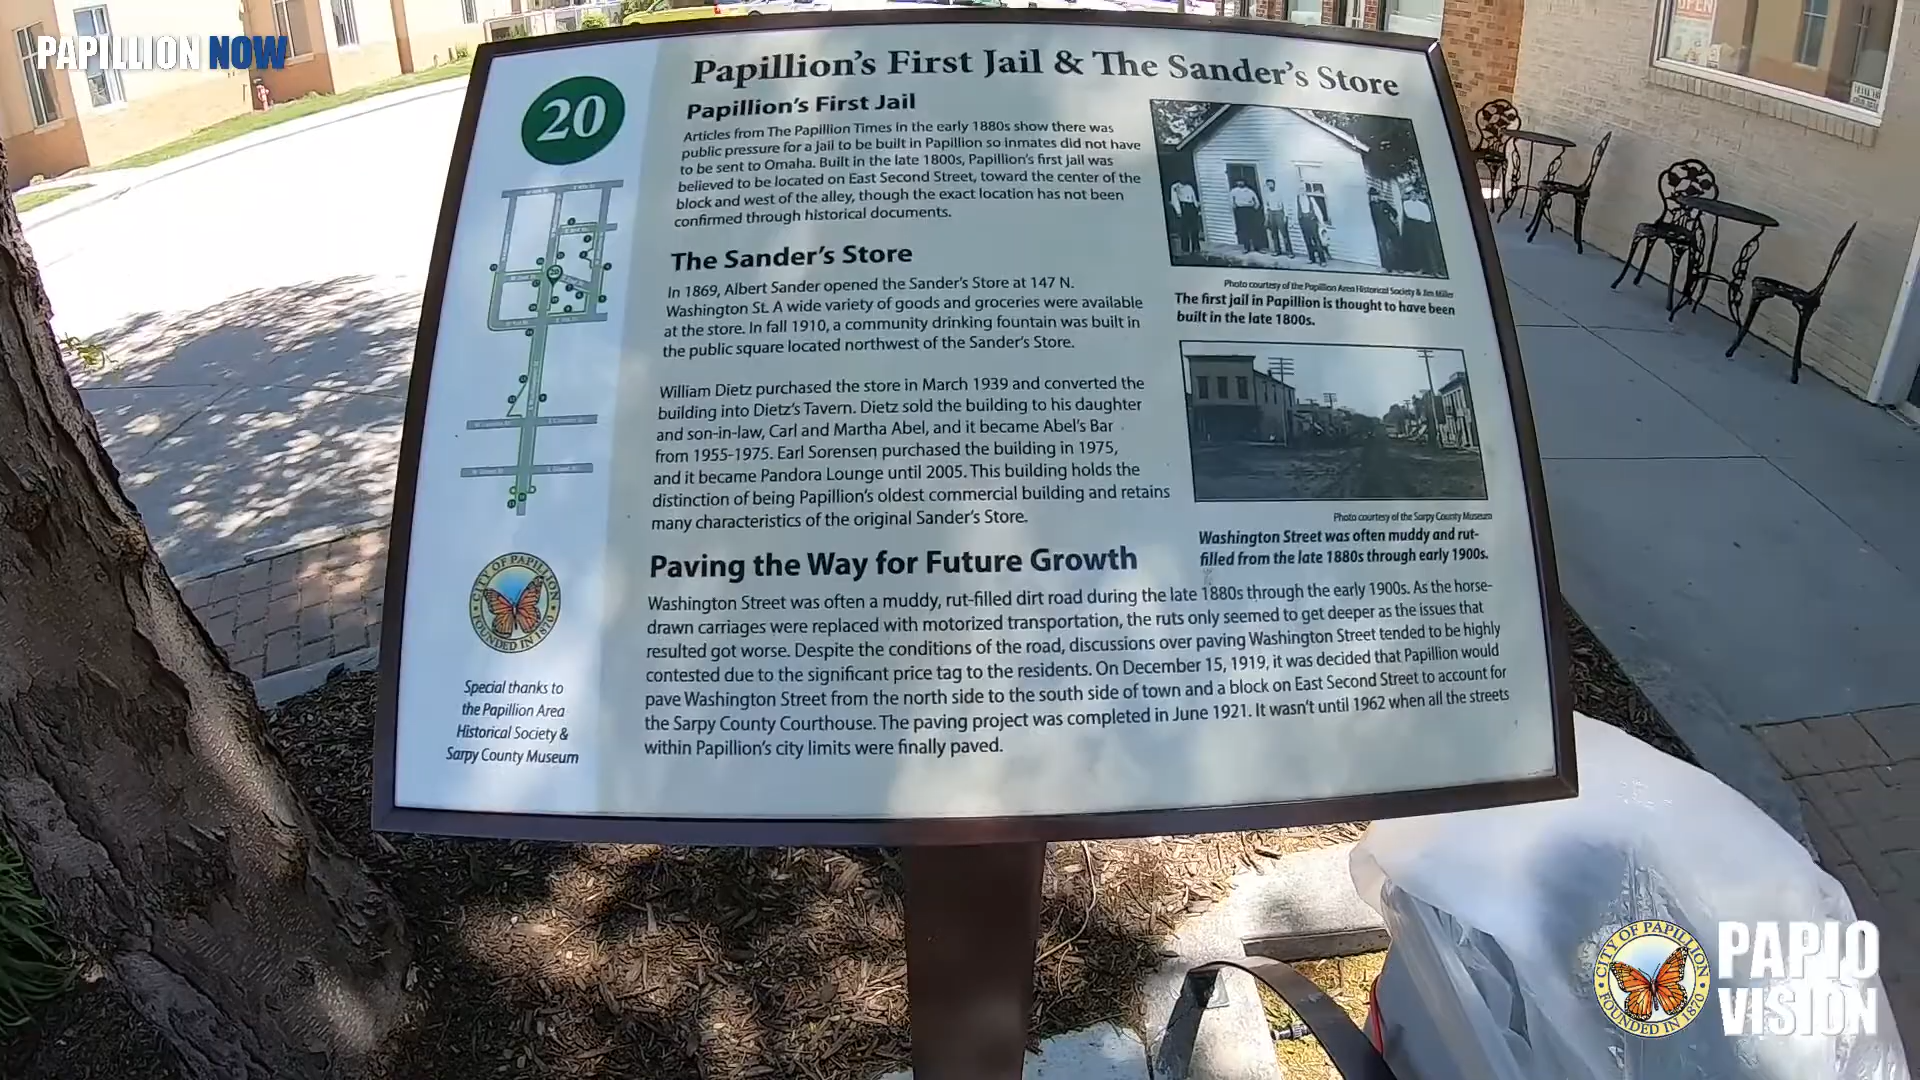 PAPILLION NOW
OPEN
20
Papillion's First Jail & The Sander's Store
Papillion's First Jail
Articles from The Papillion Times in the early 1880s show there was
public pressure for a jail to be built in Papillion so inmates did not have
to be sent to Omaha. Built in the late 1800s, Papillion's first jail was
believed to be located on East Second Street, toward the center of the
block and west of the alley, though the exact location has not been
confirmed through historical documents.
The Sander's Store
In 1869, Albert Sander opened the Sander's Store at 147 N.
Washington St. A wide variety of goods and groceries were available
at the store. In fall 1910, a community drinking fountain was built in
the public square located northwest of the Sander's Store.
William Dietz purchased the store in March 1939 and converted the
building into Dietz's Tavern. Dietz sold the building to his daughter
and son-in-law, Carl and Martha Abel, and it became Abel's Bar
from 1955-1975. Earl Sorensen purchased the building in 1975,
and it became Pandora Lounge until 2005. This building holds the
distinction of being Papillion's oldest commercial building and retains
many characteristics of the original Sander's Store.
Photo courtesy of the Papillion Area Historical Society & Jim Miller
The first jail in Papillion is thought to have been
built in the late 1800s.
Photo courtesy of the Sarpy County Museum
Washington Street was often muddy and rut-
filled from the late 1880s through early 1900s.
Paving the Way for Future Growth
Washington Street was often a muddy, rut-filled dirt road during the late 1880s through the early 1900s. As the horse-
drawn carriages were replaced with motorized transportation, the ruts only seemed to get deeper as the issues that
resulted got worse. Despite the conditions of the road, discussions over paving Washington Street tended to be highly
contested due to the significant price tag to the residents. On December 15, 1919, it was decided that Papillion would
pave Washington Street from the north side to the south side of town and a block on East Second Street to account for
the Sarpy County Courthouse. The paving project was completed in June 1921. It wasn't until 1962 when all the streets
within Papillion's city limits were finally paved.
CITY OF PAPILLION
FOUNDED IN 1870
Special thanks to
the Papillion Area
Historical Society &
Sarpy County Museum
CITY OF PAPILLION
FOUNDED IN 1870
PAPIO
VISION